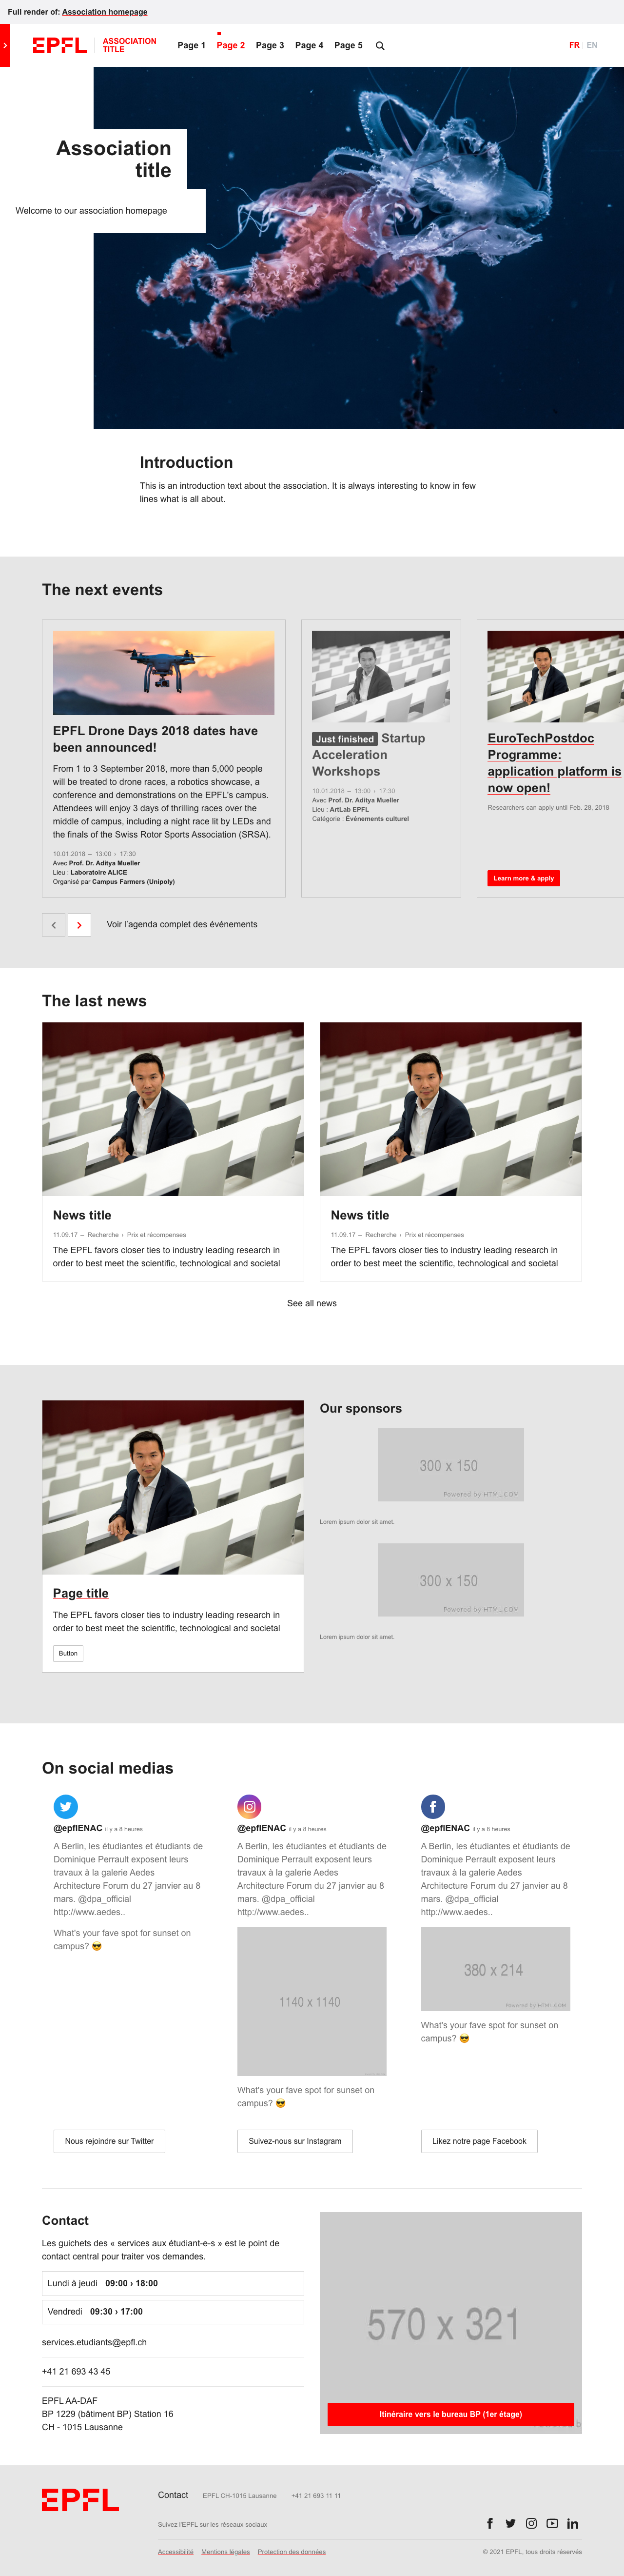 Full render of: Association homepage
EPFL
ASSOCIATION
TITLE
Page 1
Page 2
Page 3
Page 4
Page 5
FR
EN
Association
title
Welcome to our association homepage
Introduction
This is an introduction text about the association. It is always interesting to know in few
lines what is all about.
The next events
EPFL Drone Days 2018 dates have
been announced!
From 1 to 3 September 2018, more than 5,000 people
will be treated to drone races, a robotics showcase, a
conference and demonstrations on the EPFL's campus.
Attendees will enjoy 3 days of thrilling races over the
middle of campus, including a night race lit by LEDs and
the finals of the Swiss Rotor Sports Association (SRSA).
10.01.2018 – 13:00 › 17:30
Avec Prof. Dr. Aditya Mueller
Lieu : Laboratoire ALICE
Organisé par Campus Farmers (Unipoly)
Just finished Startup
Acceleration
Workshops
10.01.2018 – 13:00 › 17:30
Avec Prof. Dr. Aditya Mueller
Lieu : ArtLab EPFL
Catégorie : Événements culturel
EuroTechPostdoc
Programme:
application platform is
now open!
Researchers can apply until Feb. 28, 2018
Learn more & apply
Voir l'agenda complet des événements
The last news
News title
11.09.17 – Recherche › Prix et récompenses
The EPFL favors closer ties to industry leading research in
order to best meet the scientific, technological and societal
News title
11.09.17 – Recherche › Prix et récompenses
The EPFL favors closer ties to industry leading research in
order to best meet the scientific, technological and societal
See all news
Page title
The EPFL favors closer ties to industry leading research in
order to best meet the scientific, technological and societal
Button
Our sponsors
300 x 150
Powered by HTML.COM
Lorem ipsum dolor sit amet.
300 x 150
Powered by HTML.COM
Lorem ipsum dolor sit amet.
On social medias
@epflENAC il y a 8 heures
A Berlin, les étudiantes et étudiants de
Dominique Perrault exposent leurs
travaux à la galerie Aedes
Architecture Forum du 27 janvier au 8
mars. @dpa_official
http://www.aedes..
What's your fave spot for sunset on
campus? 😎
Nous rejoindre sur Twitter
@epflENAC il y a 8 heures
A Berlin, les étudiantes et étudiants de
Dominique Perrault exposent leurs
travaux à la galerie Aedes
Architecture Forum du 27 janvier au 8
mars. @dpa_official
http://www.aedes..
1140 x 1140
What's your fave spot for sunset on
campus? 😎
Suivez-nous sur Instagram
@epflENAC il y a 8 heures
A Berlin, les étudiantes et étudiants de
Dominique Perrault exposent leurs
travaux à la galerie Aedes
Architecture Forum du 27 janvier au 8
mars. @dpa_official
http://www.aedes..
380 x 214
Powered by HTML.COM
What's your fave spot for sunset on
campus? 😎
Likez notre page Facebook
Contact
Les guichets des « services aux étudiant-e-s » est le point de
contact central pour traiter vos demandes.
Lundi à jeudi 09:00 › 18:00
Vendredi 09:30 › 17:00
services.etudiants@epfl.ch
+41 21 693 43 45
EPFL AA-DAF
BP 1229 (bâtiment BP) Station 16
CH - 1015 Lausanne
570 x 321
Itinéraire vers le bureau BP (1er étage)
EPFL
Contact
EPFL CH-1015 Lausanne
+41 21 693 11 11
Suivez l'EPFL sur les réseaux sociaux
Accessibilité
Mentions légales
Protection des données
© 2021 EPFL, tous droits réservés